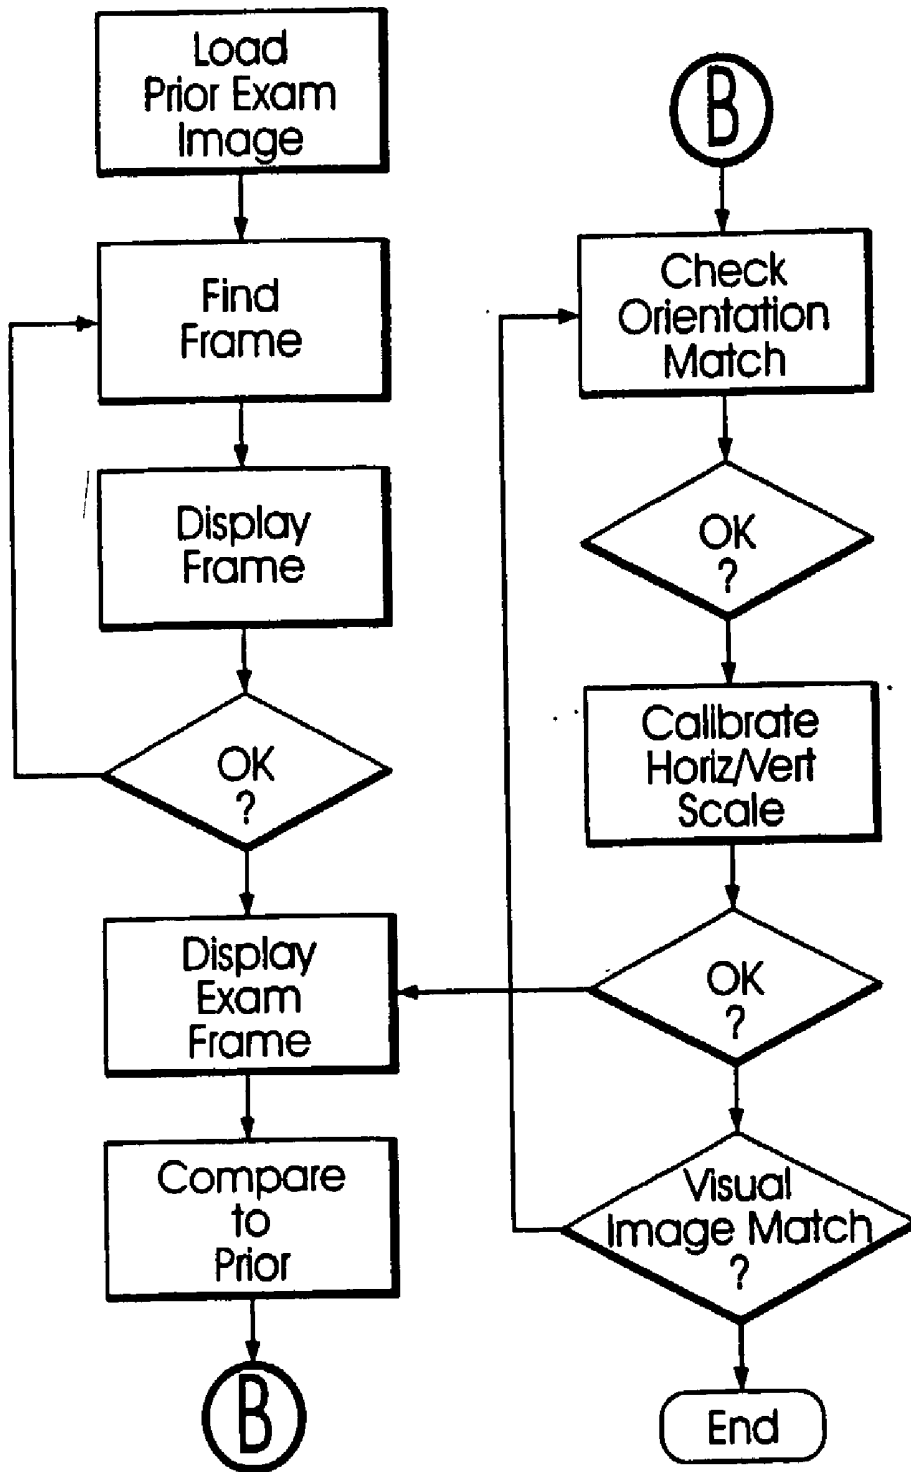 Load
Prior Exam
Image
Find
Frame
Display
Frame
OK
?
Display
Exam
Frame
Compare
to
Prior
B
B
Check
Orientation
Match
OK
?
Calibrate
Horiz/Vert
Scale
OK
?
Visual
Image Match
?
End